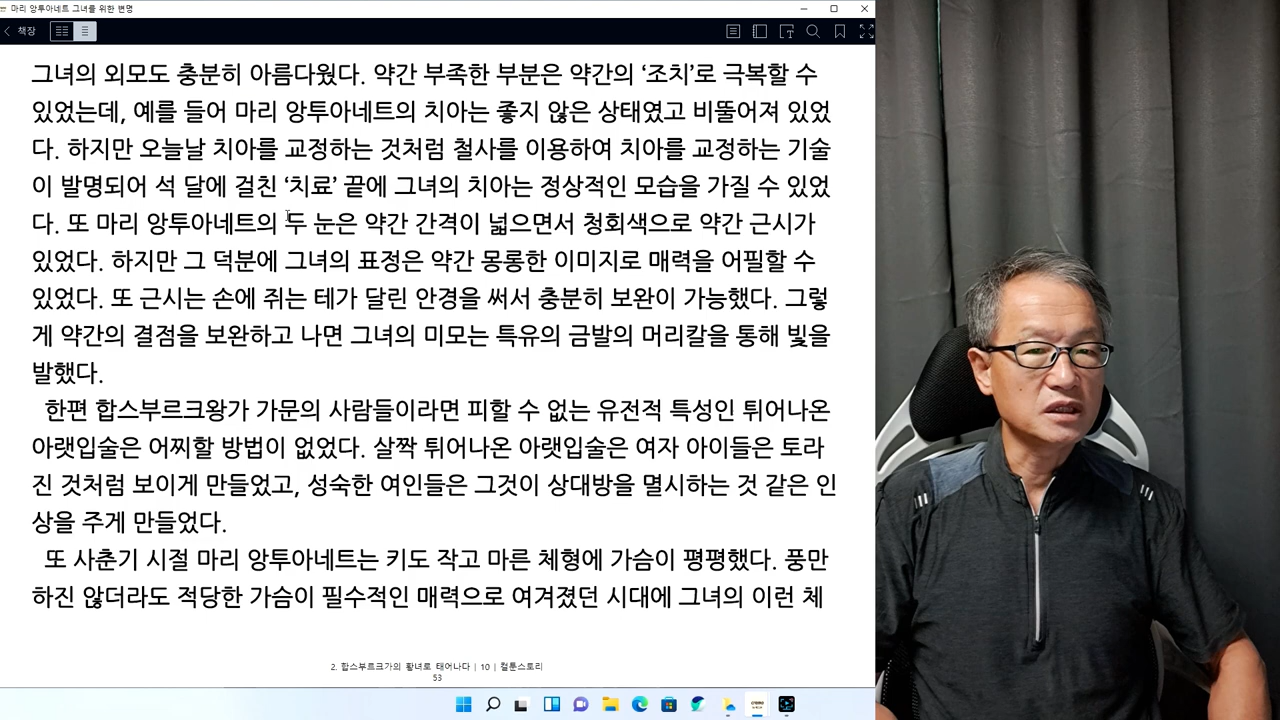 마리 앙투아네트 그녀를 위한 변명
책장
그녀의 외모도 충분히 아름다웠다. 약간 부족한 부분은 약간의 ‘조치’로 극복할 수
있었는데, 예를 들어 마리 앙투아네트의 치아는 좋지 않은 상태였고 비뚤어져 있었
다. 하지만 오늘날 치아를 교정하는 것처럼 철사를 이용하여 치아를 교정하는 기술
이 발명되어 석 달에 걸친 ‘치료’ 끝에 그녀의 치아는 정상적인 모습을 가질 수 있었
다. 또 마리 앙투아네트의 두 눈은 약간 간격이 넓으면서 청회색으로 약간 근시가
있었다. 하지만 그 덕분에 그녀의 표정은 약간 몽롱한 이미지로 매력을 어필할 수
있었다. 또 근시는 손에 쥐는 테가 달린 안경을 써서 충분히 보완이 가능했다. 그렇
게 약간의 결점을 보완하고 나면 그녀의 미모는 특유의 금발의 머리칼을 통해 빛을
발했다.
한편 합스부르크왕가 가문의 사람들이라면 피할 수 없는 유전적 특성인 튀어나온
아랫입술은 어찌할 방법이 없었다. 살짝 튀어나온 아랫입술은 여자 아이들은 토라
진 것처럼 보이게 만들었고, 성숙한 여인들은 그것이 상대방을 멸시하는 것 같은 인
상을 주게 만들었다.
또 사춘기 시절 마리 앙투아네트는 키도 작고 마른 체형에 가슴이 평평했다. 풍만
하진 않더라도 적당한 가슴이 필수적인 매력으로 여겨졌던 시대에 그녀의 이런 체
2. 합스부르크가의 황녀로 태어나다 | 10 | 컬툰스토리
53